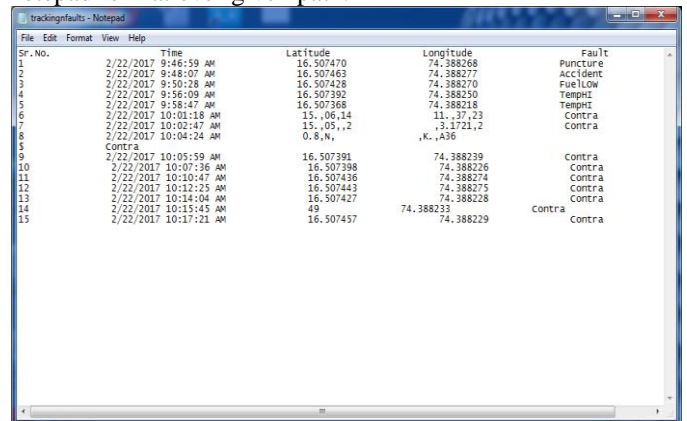 trackingnfaults - Notepad
File Edit Format View Help
Sr.No. Time Latitude Longitude Fault
1 2/22/2017 9:46:59 AM 16.507470 74.388268 Puncture
2 2/22/2017 9:48:07 AM 16.507463 74.388277 Accident
3 2/22/2017 9:50:28 AM 16.507428 74.388270 FuelLOW
4 2/22/2017 9:56:09 AM 16.507392 74.388250 TempHI
5 2/22/2017 9:58:47 AM 16.507368 74.388218 TempHI
6 2/22/2017 10:01:18 AM 15.,06,14 11.,37,23 Contra
7 2/22/2017 10:02:47 AM 15.,05,,2 ,3.1721,2 Contra
8 2/22/2017 10:04:24 AM 0.8,N, ,K.,A36
$ Contra
9 2/22/2017 10:05:59 AM 16.507391 74.388239 Contra
10 2/22/2017 10:07:36 AM 16.507398 74.388226 Contra
11 2/22/2017 10:10:47 AM 16.507436 74.388274 Contra
12 2/22/2017 10:12:25 AM 16.507443 74.388275 Contra
13 2/22/2017 10:14:04 AM 16.507427 74.388228 Contra
14 2/22/2017 10:15:45 AM 49 74.388233 Contra
15 2/22/2017 10:17:21 AM 16.507457 74.388229 Contra